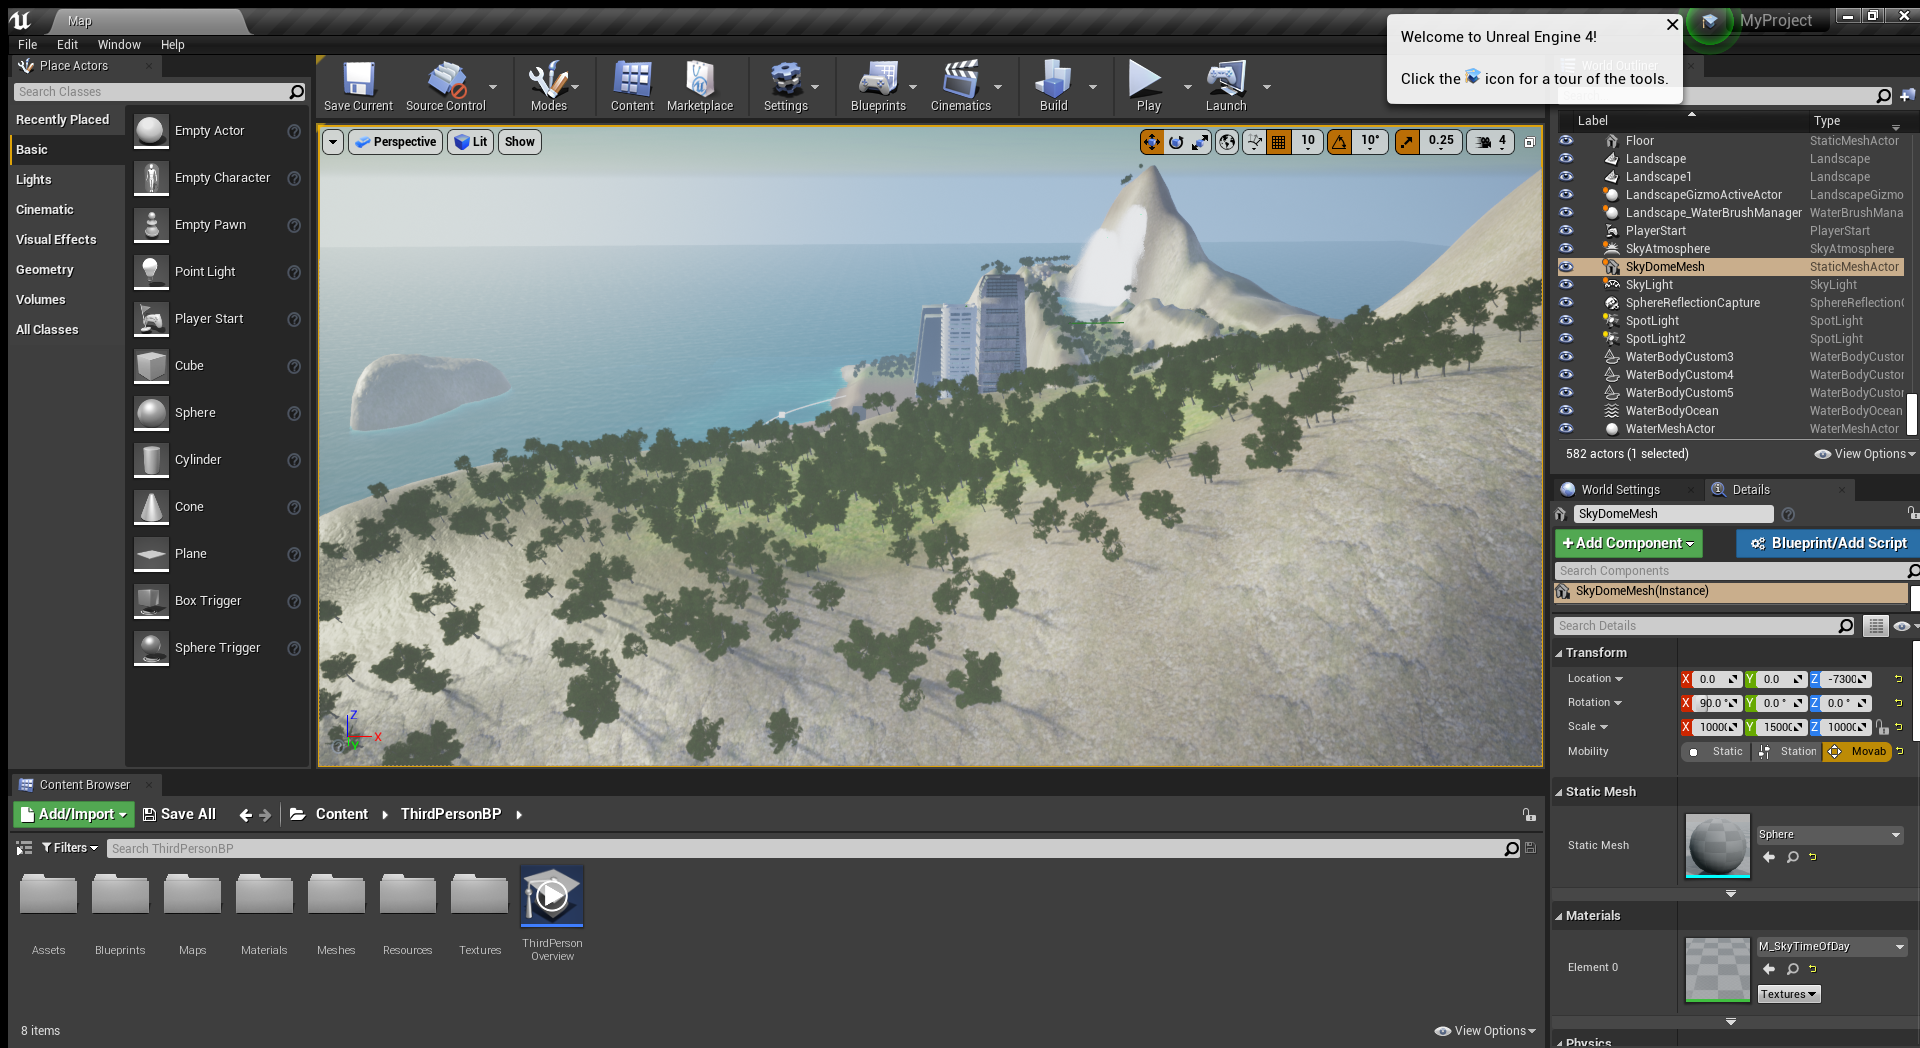 Map
MyProject
File Edit Window Help
Welcome to Unreal Engine 4!
Click the icon for a tour of the tools.
Place Actors
Search Classes
Recently Placed
Basic
Lights
Cinematic
Visual Effects
Geometry
Volumes
All Classes
Empty Actor
Empty Character
Empty Pawn
Point Light
Player Start
Cube
Sphere
Cylinder
Cone
Plane
Box Trigger
Sphere Trigger
Save Current Source Control Modes Content Marketplace Settings Blueprints Cinematics Build Play Launch
Perspective Lit Show 10 10° 0.25 4
Z
X
Y
World Outliner
Label Type
Floor StaticMeshActor
Landscape Landscape
Landscape1 Landscape
LandscapeGizmoActiveActor LandscapeGizmo
Landscape_WaterBrushManager WaterBrushMana
PlayerStart PlayerStart
SkyAtmosphere SkyAtmosphere
SkyDomeMesh StaticMeshActor
SkyLight SkyLight
SphereReflectionCapture SphereReflection
SpotLight SpotLight
SpotLight2 SpotLight
WaterBodyCustom3 WaterBodyCustor
WaterBodyCustom4 WaterBodyCustor
WaterBodyCustom5 WaterBodyCustor
WaterBodyOcean WaterBodyOcean
WaterMeshActor WaterMeshActor
582 actors (1 selected) View Options
World Settings Details
SkyDomeMesh
+Add Component Blueprint/Add Script
Search Components
SkyDomeMesh(Instance)
Search Details
Transform
Location X 0.0 Y 0.0 Z -7300
Rotation X 90.0 ° Y 0.0 ° Z 0.0 °
Scale X 1000 Y 1500 Z 1000
Mobility Static Station Movab
Static Mesh
Static Mesh Sphere
Materials
Element 0 M_SkyTimeOfDay
Textures
Physics
Content Browser
Add/Import Save All Content ThirdPersonBP
Filters Search ThirdPersonBP
Assets Blueprints Maps Materials Meshes Resources Textures ThirdPerson
Overview
8 items View Options